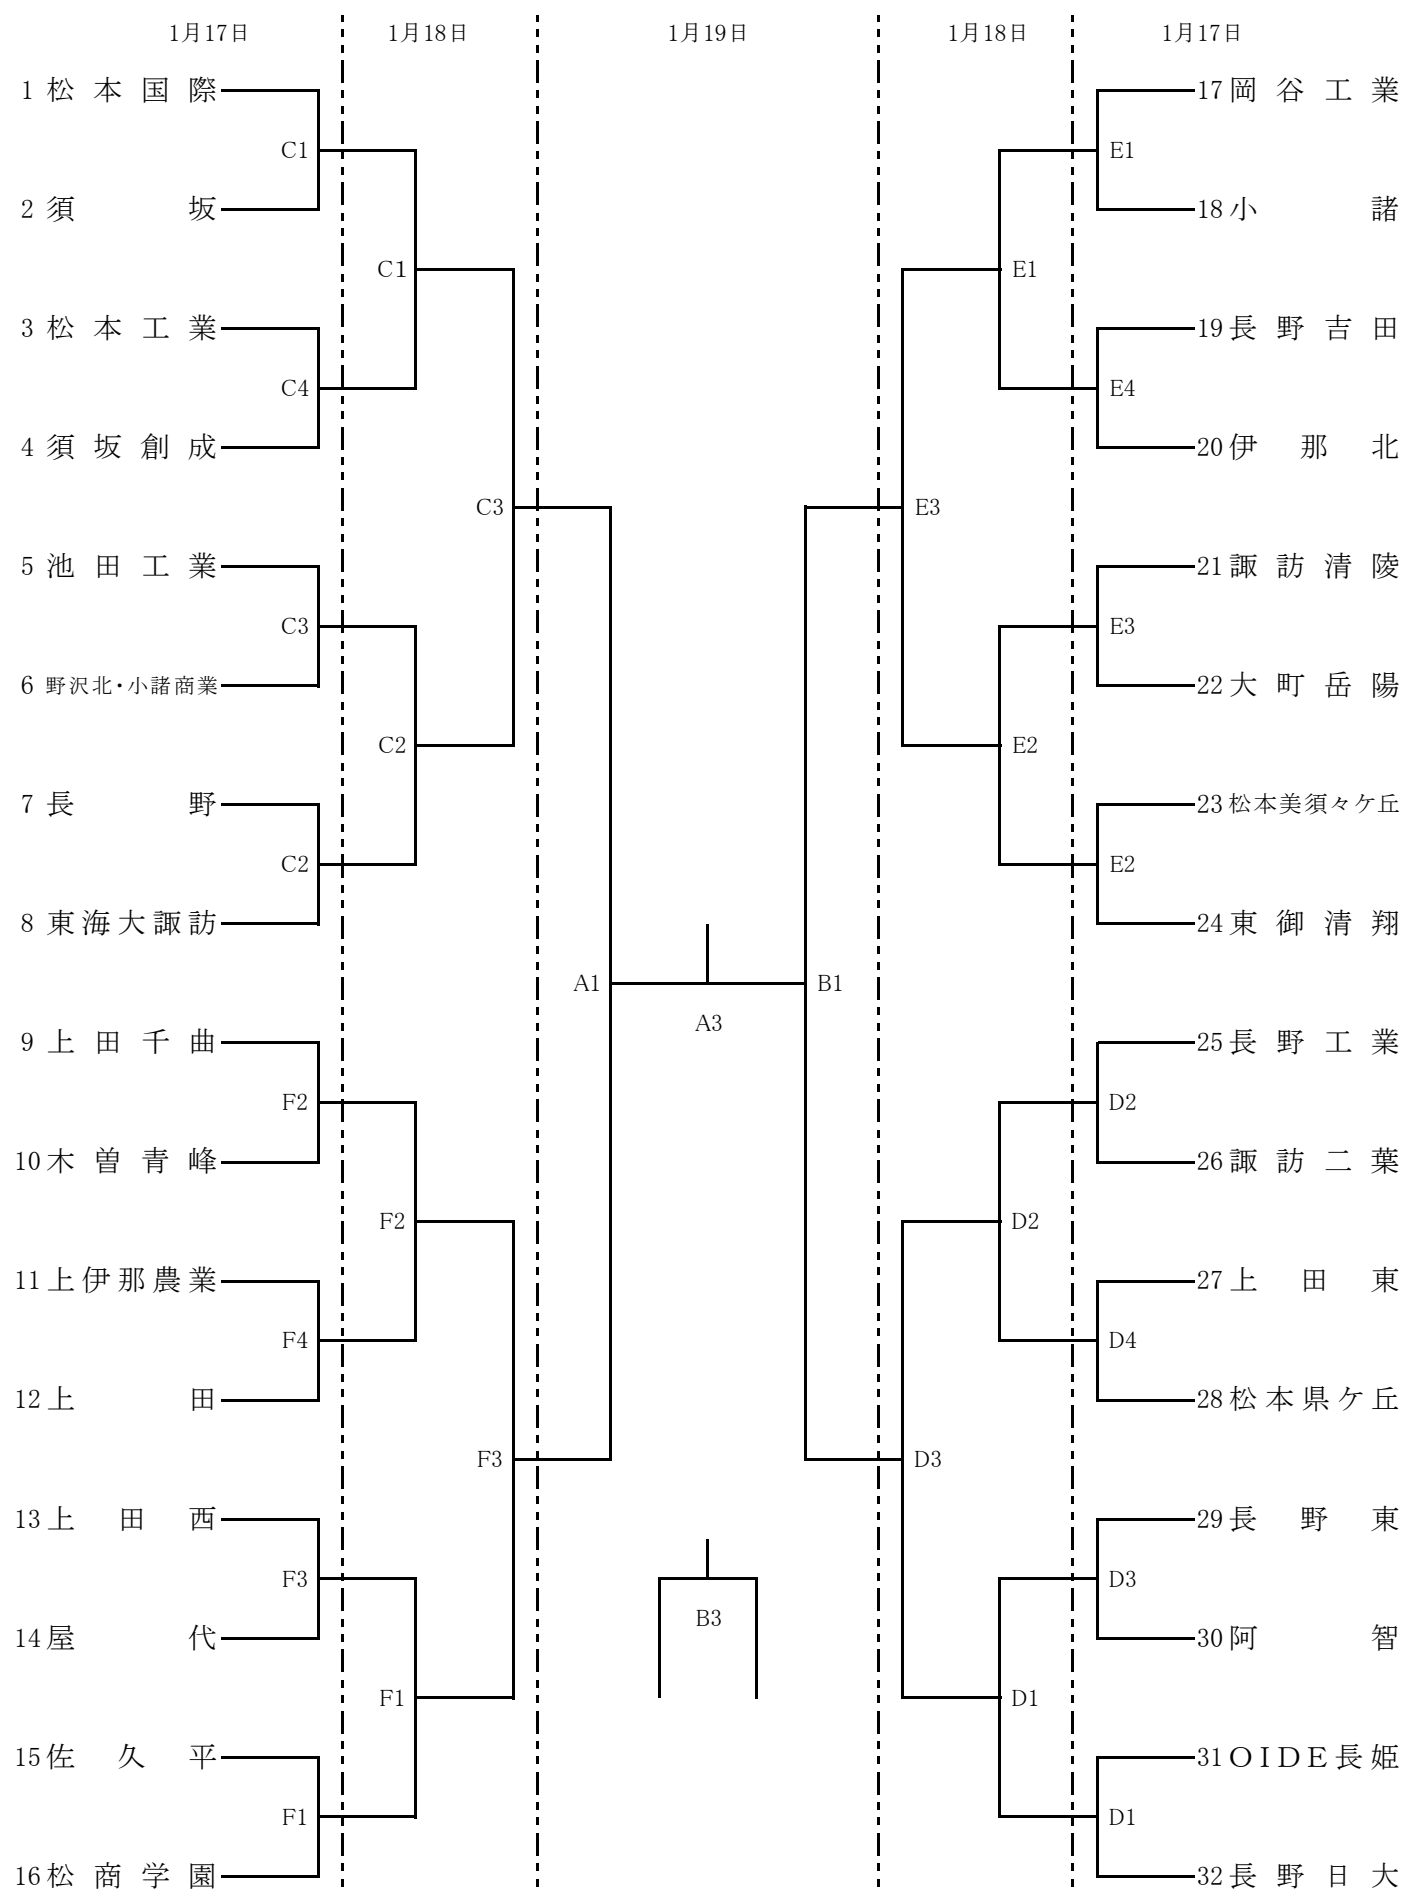 1月17日 1月18日 1月19日 1月18日 1月17日
1 松本国際 17 岡谷工業
C1 E1
2 須坂 18 小諸
C1 E1
3 松本工業 19 長野吉田
C4 E4
4 須坂創成 20 伊那北
C3 E3
5 池田工業 21 諏訪清陵
C3 E3
6 野沢北・小諸商業 22 大町岳陽
C2 E2
7 長野 23 松本美須々ケ丘
C2 E2
8 東海大諏訪 24 東御清翔
A1 B1
A3
9 上田千曲 25 長野工業
F2 D2
10 木曽青峰 26 諏訪二葉
F2 D2
11 上伊那農業 27 上田東
F4 D4
12 上田 28 松本県ケ丘
F3 D3
13 上田西 29 長野東
F3 D3
B3
14 屋代 30 阿智
F1 D1
15 佐久平 31 OIDE長姫
F1 D1
16 松商学園 32 長野日大